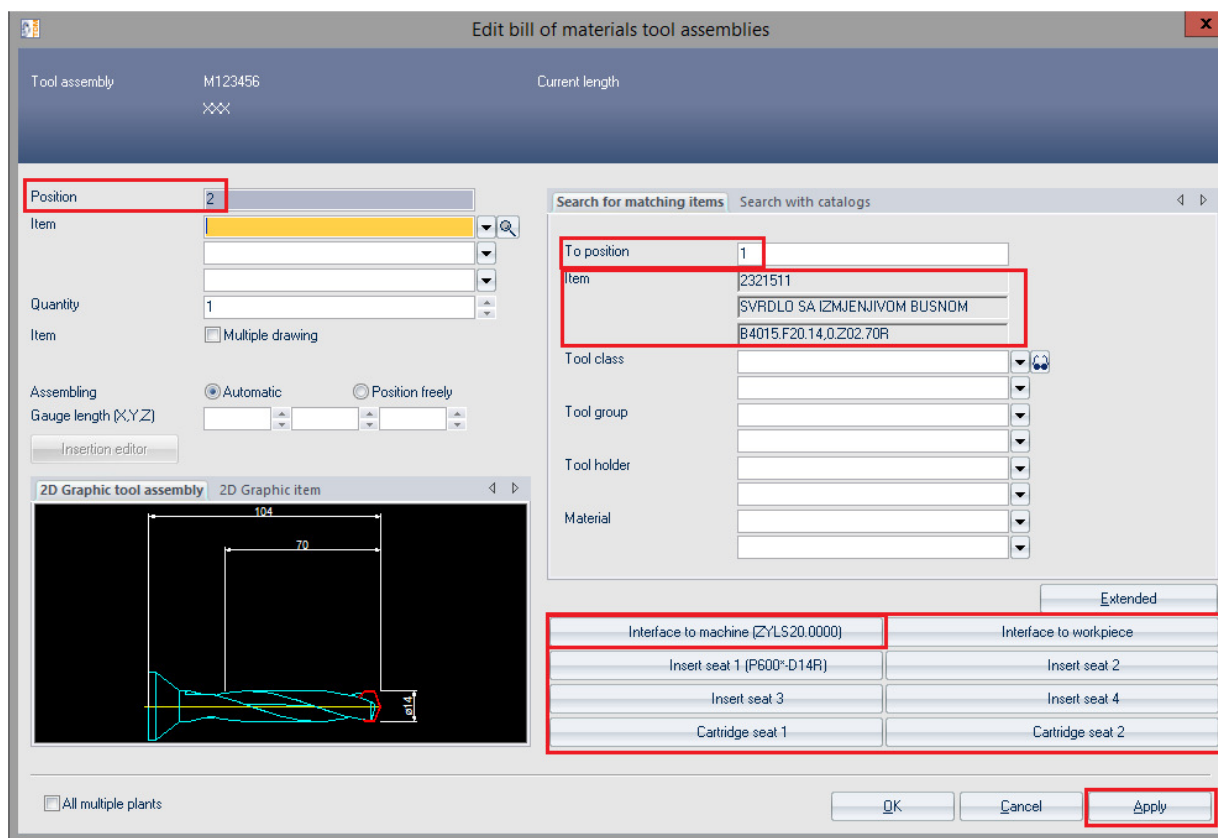 Edit bill of materials tool assemblies
x
Tool assembly M123456 Current length
XXX
Position 2
Item
Quantity 1
Item Multiple drawing
Assembling Automatic Position freely
Gauge length (X,Y,Z)
Insertion editor
2D Graphic tool assembly 2D Graphic item
104
70
ø14
Search for matching items Search with catalogs
To position 1
Item 2321511
SVRDLO SA IZMJENJIVOM BUSNOM
B4015.F20.14,0.Z02.70R
Tool class
Tool group
Tool holder
Material
Extended
Interface to machine (ZYLS20.0000) Interface to workpiece
Insert seat 1 (P600*-D14R) Insert seat 2
Insert seat 3 Insert seat 4
Cartridge seat 1 Cartridge seat 2
All multiple plants OK Cancel Apply